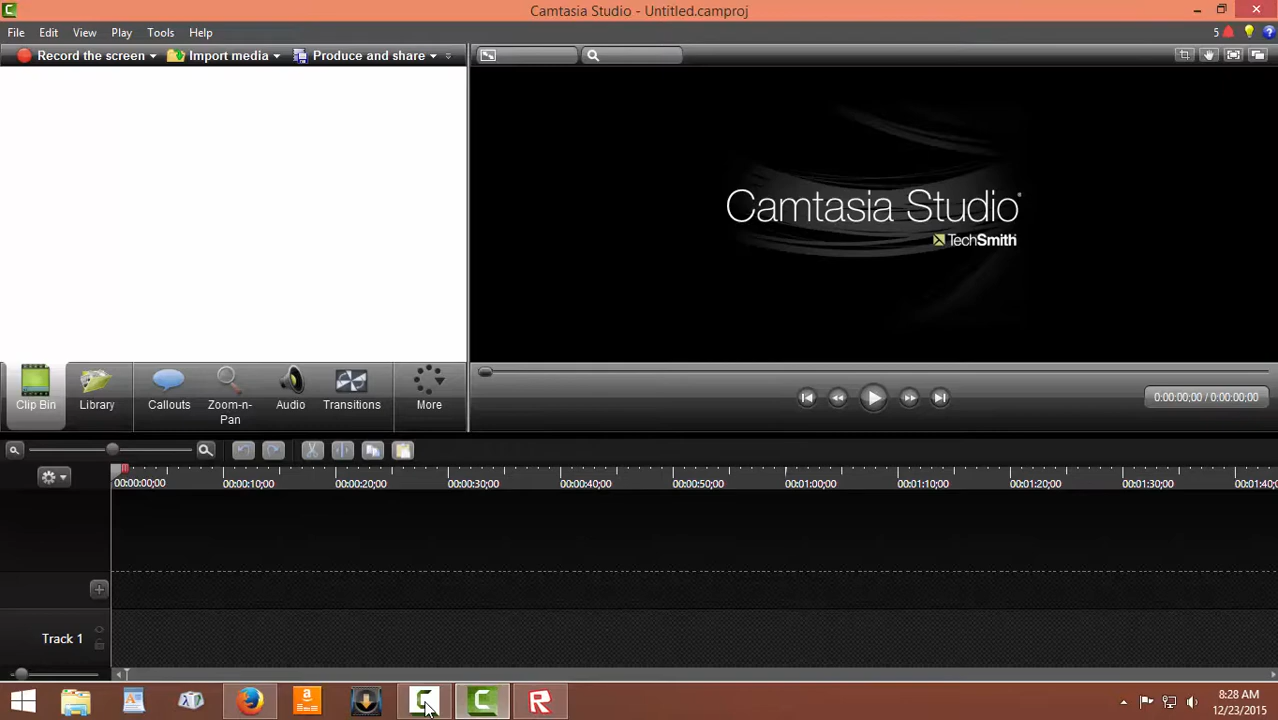 Camtasia Studio - Untitled.camproj
File Edit View Play Tools Help
5
Record the screen Import media Produce and share
Camtasia Studio®
TechSmith
Clip Bin Library Callouts Zoom-n-Pan Audio Transitions More
0:00:00;00 / 0:00:00;00
00:00:00;00 00:00:10;00 00:00:20;00 00:00:30;00 00:00:40;00 00:00:50;00 00:01:00;00 00:01:10;00 00:01:20;00 00:01:30;00 00:01:40;
Track 1
8:28 AM
12/23/2015